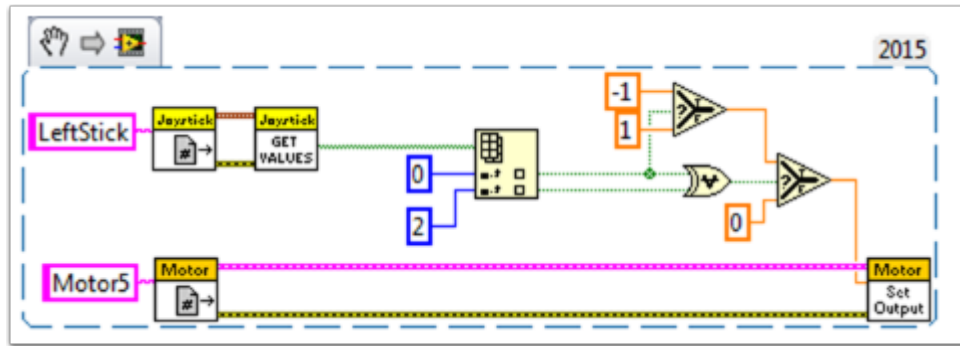 2015
-1
LeftStick
Joystick
Joystick
GET
VALUES
#
?
T
F
1
0
?
T
F
2
0
Motor5
Motor
#
Motor
Set
Output